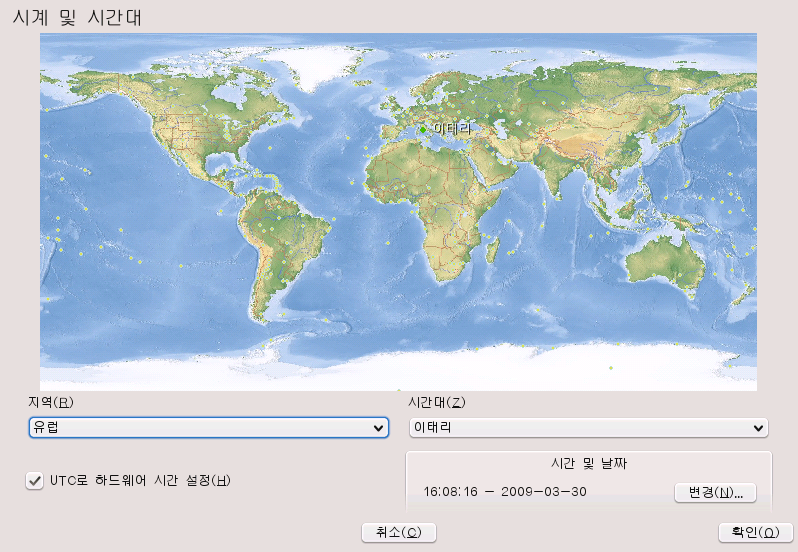 시계 및 시간대
이태리
지역(R)
시간대(Z)
유럽
이태리
시간 및 날짜
UTC로 하드웨어 시간 설정(H)
16:08:16 - 2009-03-30
변경(N)...
취소(C)
확인(O)